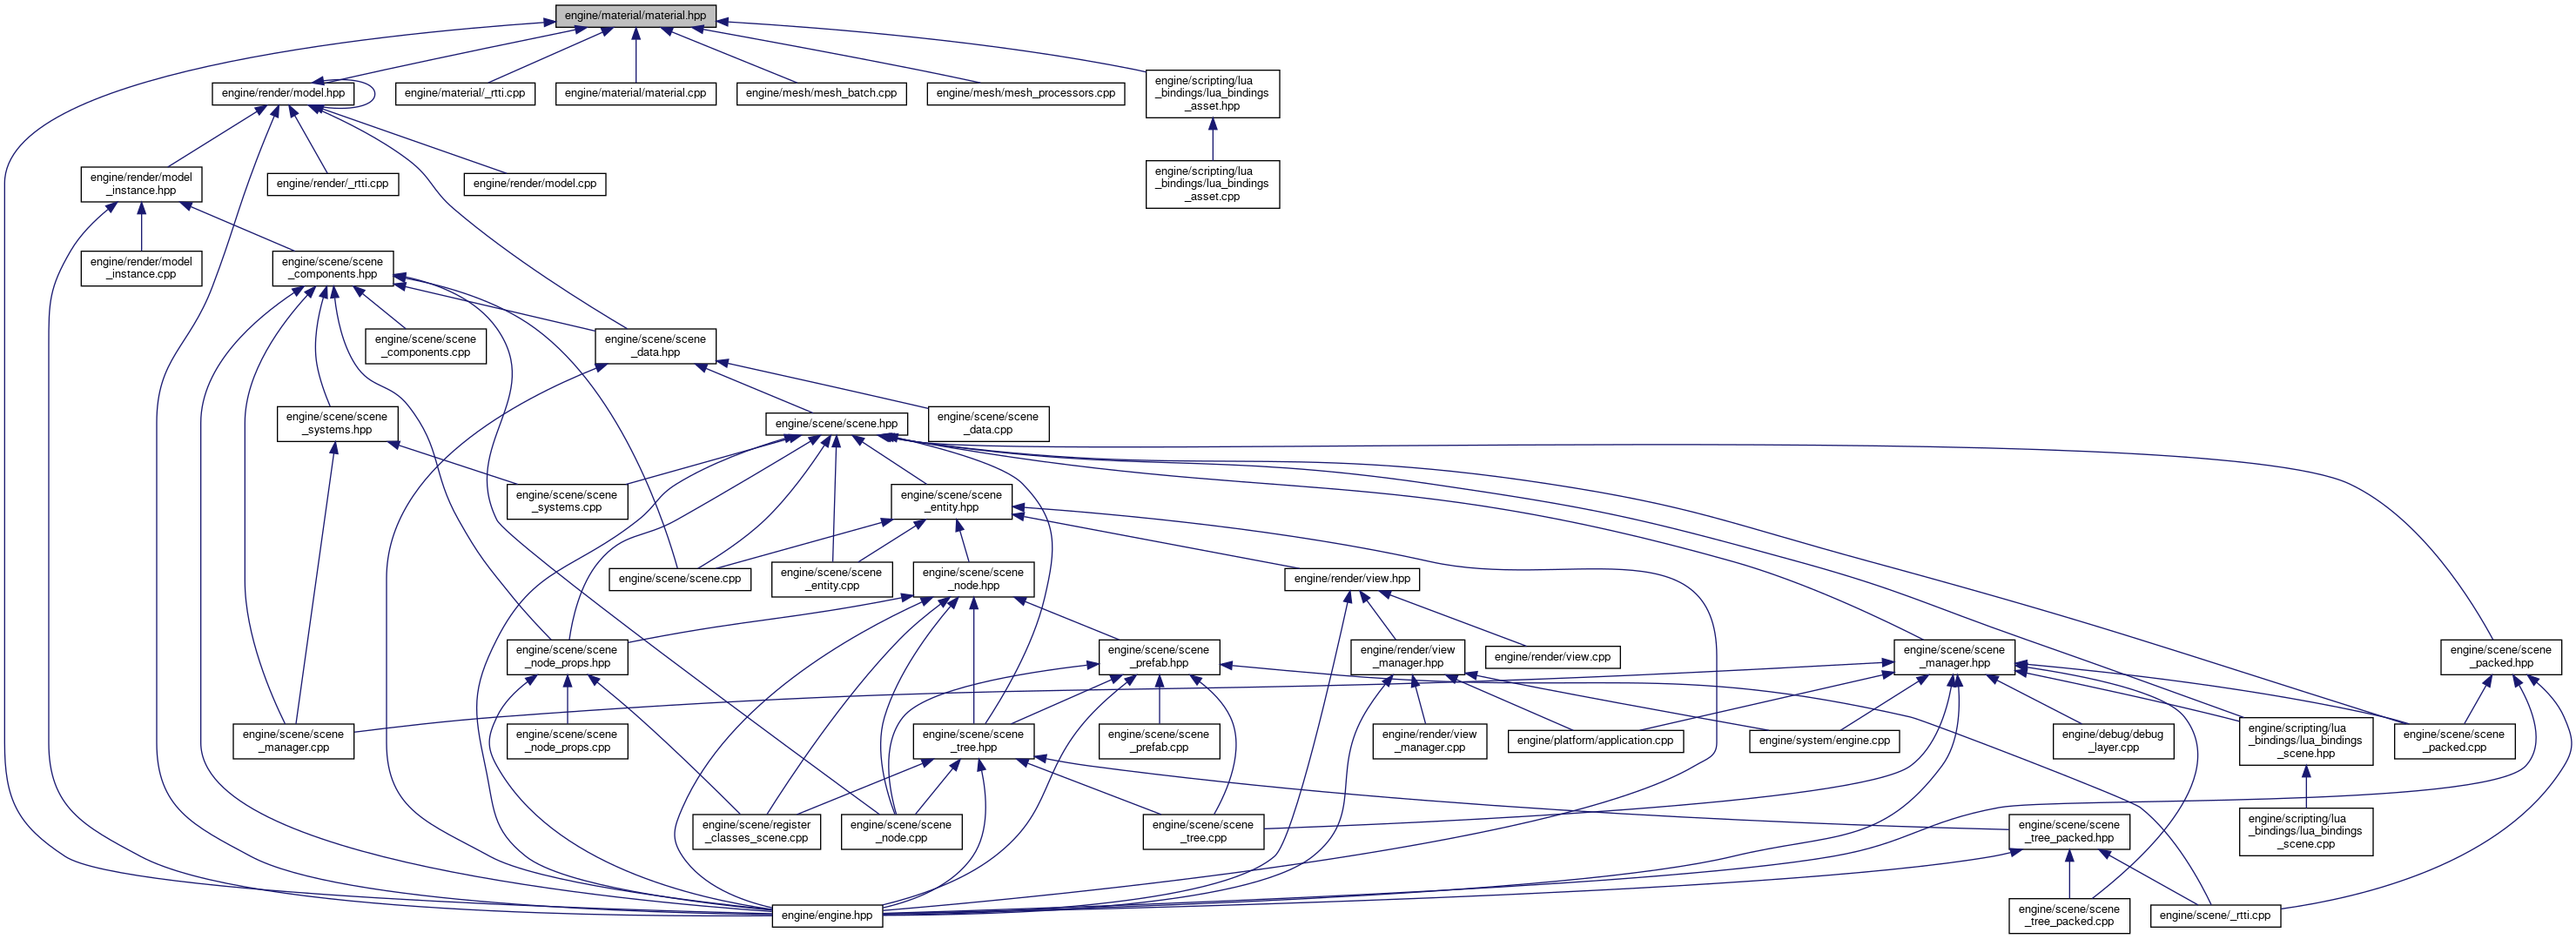 engine/material/material.hpp
engine/render/model.hpp
engine/material/_rtti.cpp
engine/material/material.cpp
engine/mesh/mesh_batch.cpp
engine/mesh/mesh_processors.cpp
engine/scripting/lua
_bindings/lua_bindings
_asset.hpp
engine/render/model
_instance.hpp
engine/render/_rtti.cpp
engine/render/model.cpp
engine/scripting/lua
_bindings/lua_bindings
_asset.cpp
engine/render/model
_instance.cpp
engine/scene/scene
_components.hpp
engine/scene/scene
_components.cpp
engine/scene/scene
_data.hpp
engine/scene/scene
_systems.hpp
engine/scene/scene.hpp
engine/scene/scene
_data.cpp
engine/scene/scene
_systems.cpp
engine/scene/scene
_entity.hpp
engine/scene/scene.cpp
engine/scene/scene
_entity.cpp
engine/scene/scene
_node.hpp
engine/render/view.hpp
engine/scene/scene
_node_props.hpp
engine/scene/scene
_prefab.hpp
engine/render/view
_manager.hpp
engine/render/view.cpp
engine/scene/scene
_manager.hpp
engine/scene/scene
_packed.hpp
engine/scene/scene
_manager.cpp
engine/scene/scene
_node_props.cpp
engine/scene/scene
_tree.hpp
engine/scene/scene
_prefab.cpp
engine/render/view
_manager.cpp
engine/platform/application.cpp
engine/system/engine.cpp
engine/debug/debug
_layer.cpp
engine/scripting/lua
_bindings/lua_bindings
_scene.hpp
engine/scene/scene
_packed.cpp
engine/scene/register
_classes_scene.cpp
engine/scene/scene
_node.cpp
engine/scene/scene
_tree.cpp
engine/scene/scene
_tree_packed.hpp
engine/scripting/lua
_bindings/lua_bindings
_scene.cpp
engine/engine.hpp
engine/scene/scene
_tree_packed.cpp
engine/scene/_rtti.cpp